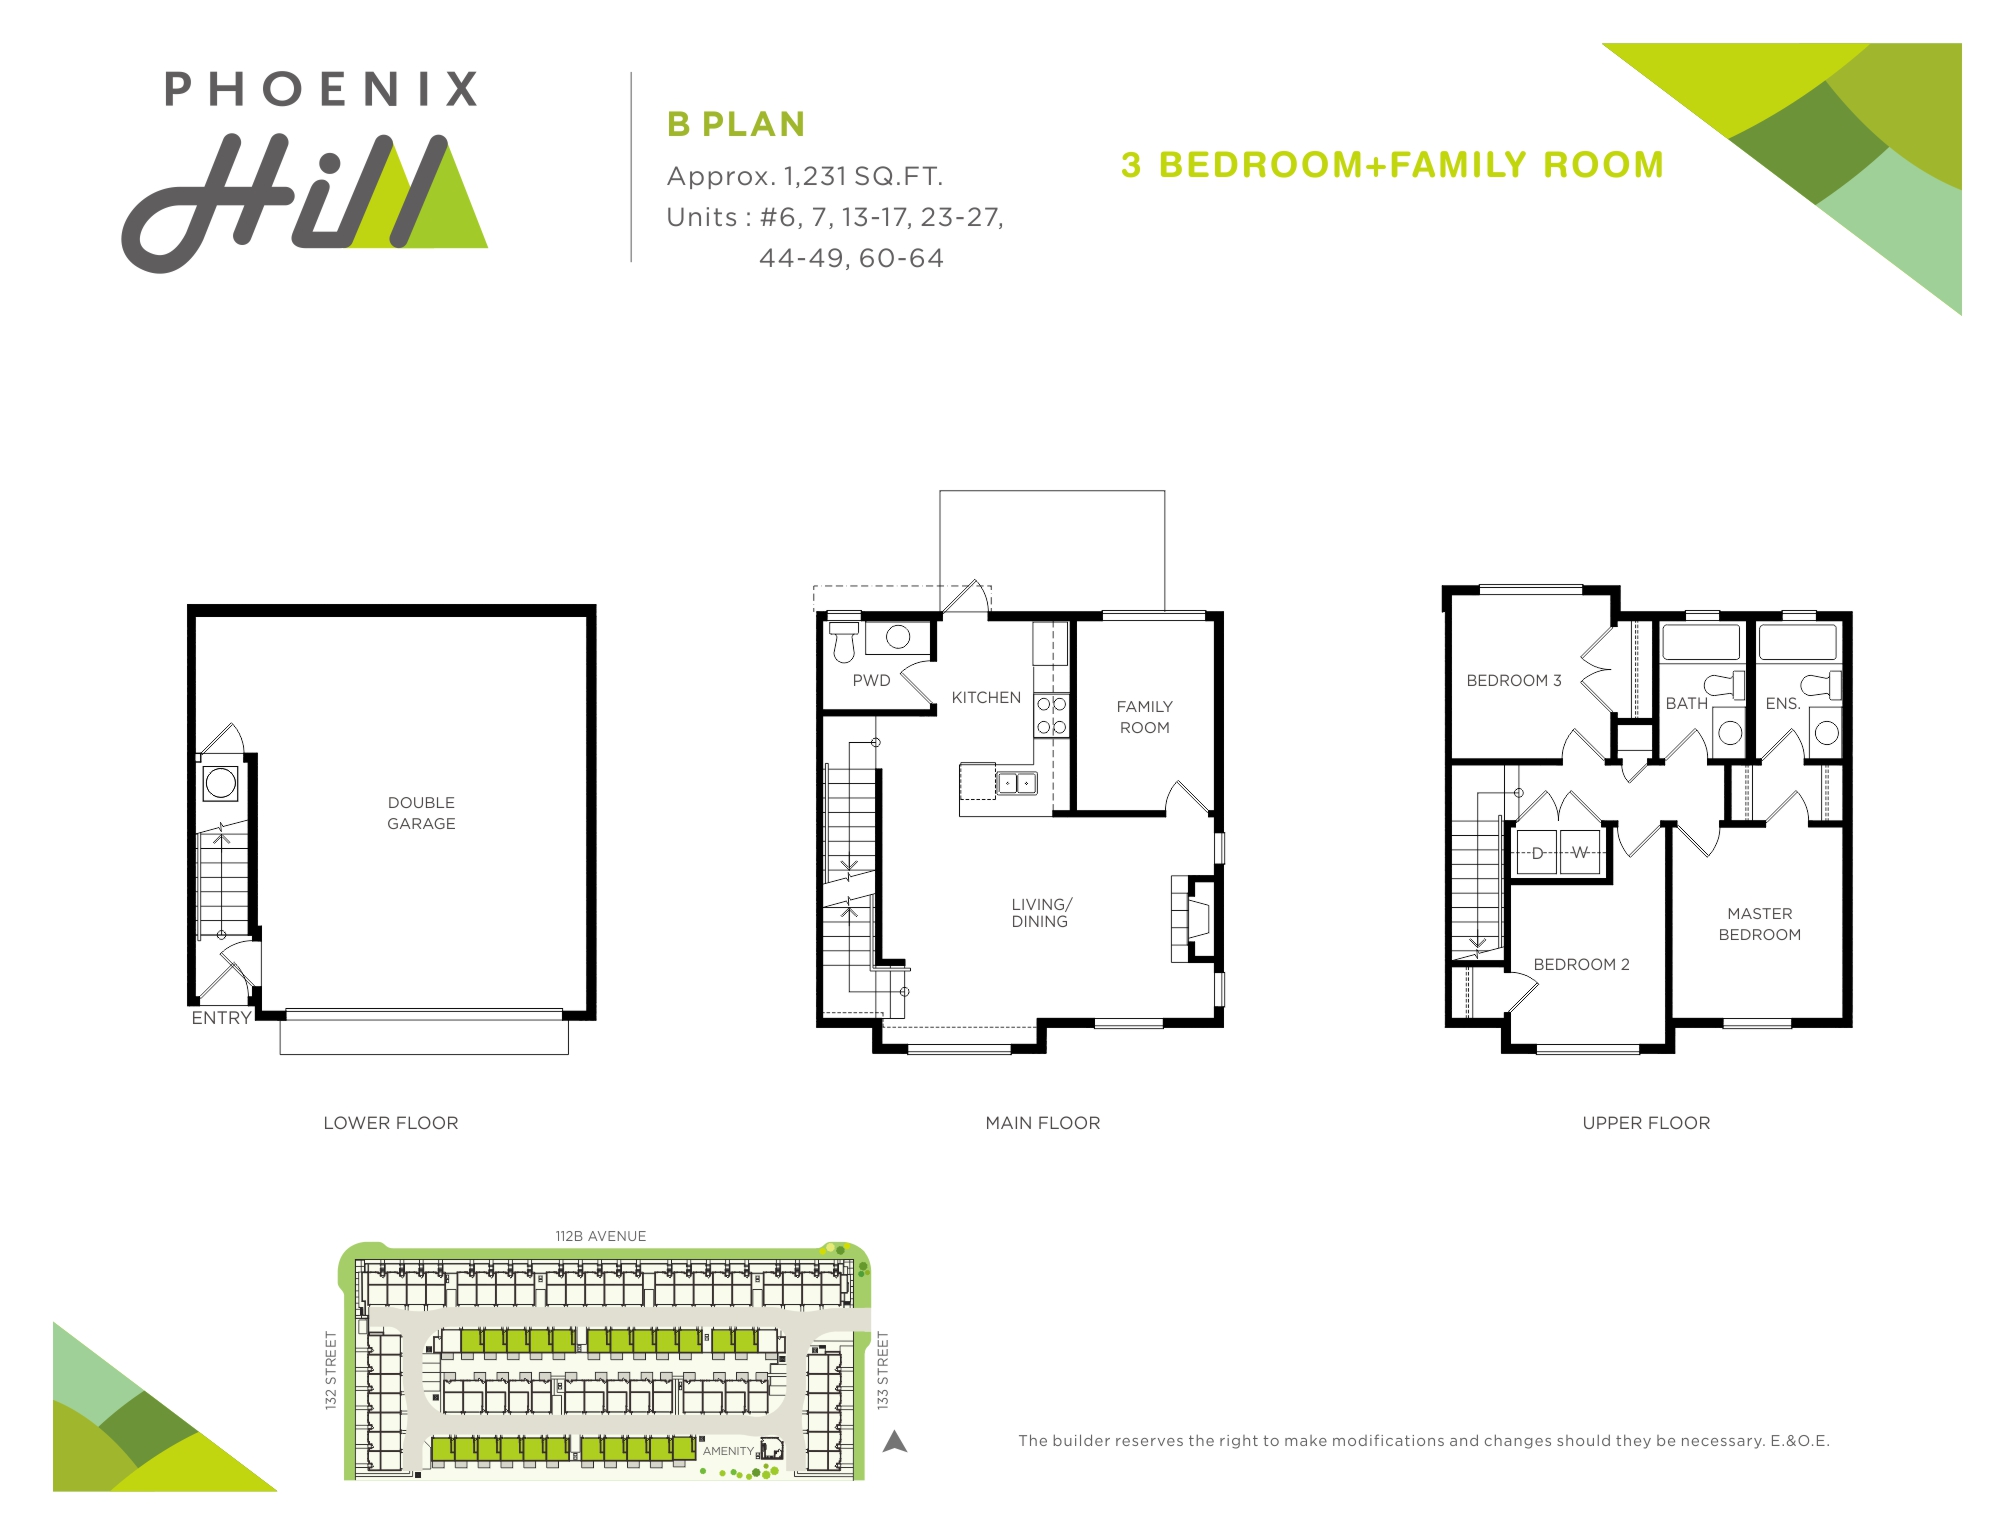 PHOENIX
Hill
B PLAN
Approx. 1,231 SQ.FT.
Units : #6, 7, 13-17, 23-27,
44-49, 60-64
3 BEDROOM+FAMILY ROOM
DOUBLE
GARAGE
ENTRY
LOWER FLOOR
PWD
KITCHEN
FAMILY
ROOM
LIVING/
DINING
MAIN FLOOR
BEDROOM 3
BATH
ENS.
D
W
MASTER
BEDROOM
BEDROOM 2
UPPER FLOOR
112B AVENUE
132 STREET
133 STREET
AMENITY
The builder reserves the right to make modifications and changes should they be necessary. E.&O.E.